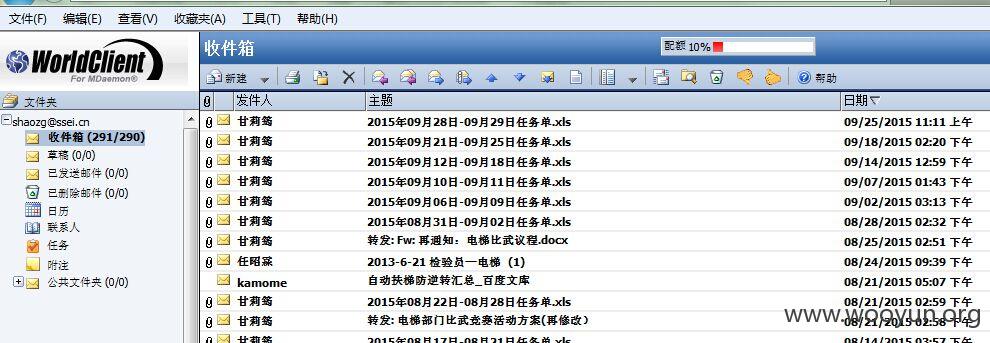 文件(F) 编辑(E) 查看(V) 收藏夹(A) 工具(T) 帮助(H)
WorldClient
For MDaemon®
收件箱 配额 10%
新建 帮助
文件夹 发件人 主题 日期
shaozg@ssei.cn
收件箱 (291/290)
草稿 (0/0)
已发送邮件 (0/0)
已删除邮件 (0/0)
日历
联系人
任务
附注
公共文件夹 (0/0)
甘莉筠 2015年09月28日-09月29日任务单.xls 09/25/2015 11:11 上午
甘莉筠 2015年09月21日-09月25日任务单.xls 09/18/2015 02:20 下午
甘莉筠 2015年09月12日-09月18日任务单.xls 09/14/2015 12:59 下午
甘莉筠 2015年09月10日-09月11日任务单.xls 09/07/2015 01:43 下午
甘莉筠 2015年09月06日-09月09日任务单.xls 09/02/2015 03:13 下午
甘莉筠 2015年08月31日-09月02日任务单.xls 08/28/2015 02:32 下午
甘莉筠 转发: Fw: 再通知：电梯比武议程.docx 08/25/2015 02:51 下午
任昭霖 2013-6-21 检验员一电梯 (1) 08/24/2015 09:39 下午
kamome 自动扶梯防逆转汇总_百度文库 08/21/2015 05:07 下午
甘莉筠 2015年08月22日-08月28日任务单.xls 08/21/2015 02:59 下午
甘莉筠 转发: 电梯部门比武竞赛活动方案(再修改） 08/21/2015 02:58 下午
2015年08月17日-08月21日任务单.xls 08/14/2015 03:57 下午
www.wooyun.org